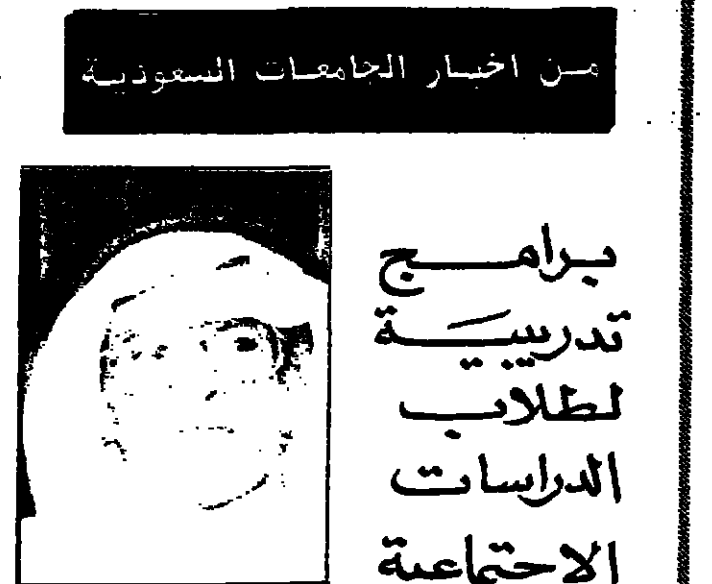 من اخبار الجامعات السعودية
برامج
تدريبية
لطلاب
الدراسات
الاجتماعية